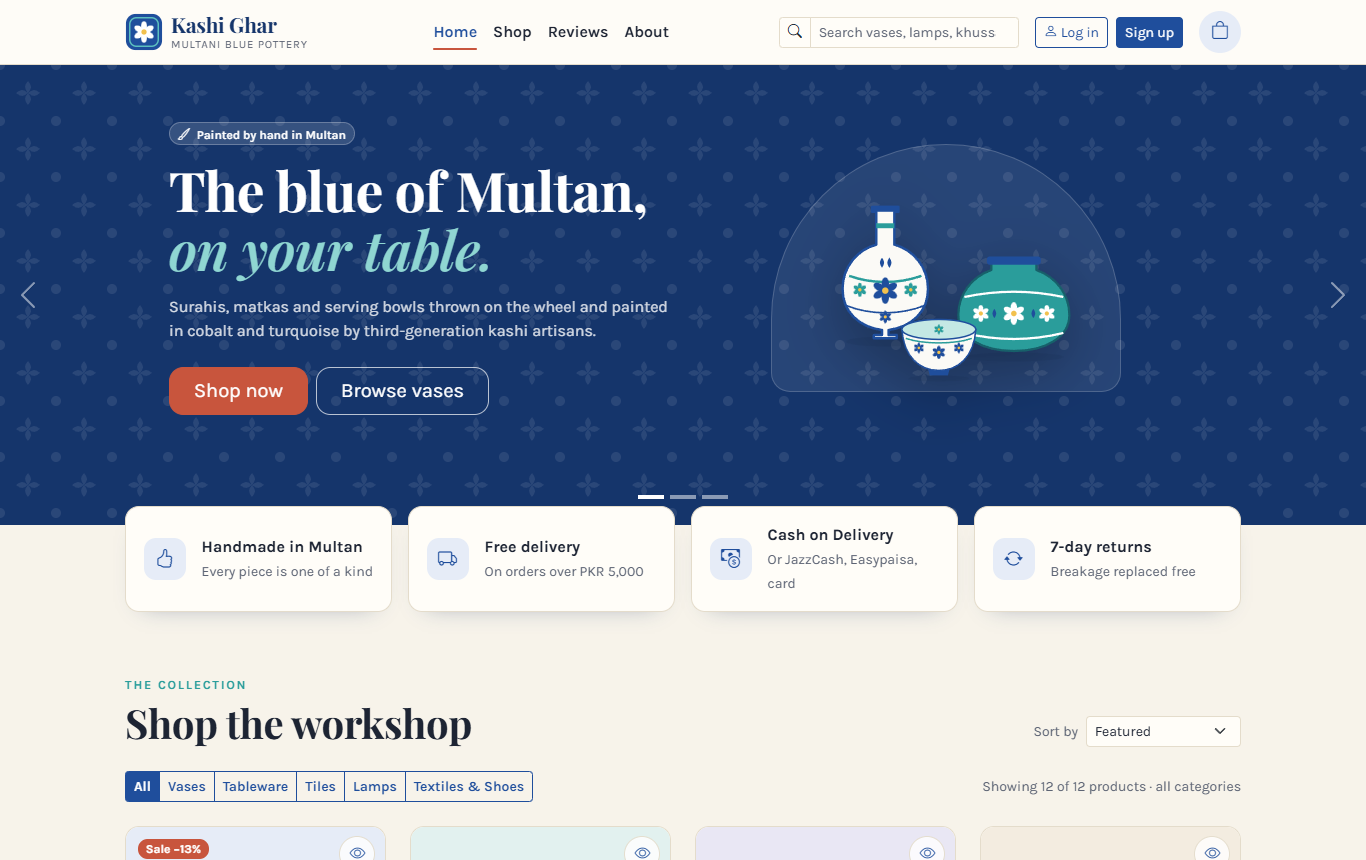 Kashi Ghar
MULTANI BLUE POTTERY
Home Shop Reviews About
Search vases, lamps, khuss
Log in
Sign up
Painted by hand in Multan
The blue of Multan,
on your table.
Surahis, matkas and serving bowls thrown on the wheel and painted
in cobalt and turquoise by third-generation kashi artisans.
Shop now
Browse vases
Handmade in Multan
Every piece is one of a kind
Free delivery
On orders over PKR 5,000
Cash on Delivery
Or JazzCash, Easypaisa,
card
7-day returns
Breakage replaced free
THE COLLECTION
Shop the workshop
Sort by
Featured
All Vases Tableware Tiles Lamps Textiles & Shoes
Showing 12 of 12 products · all categories
Sale −13%